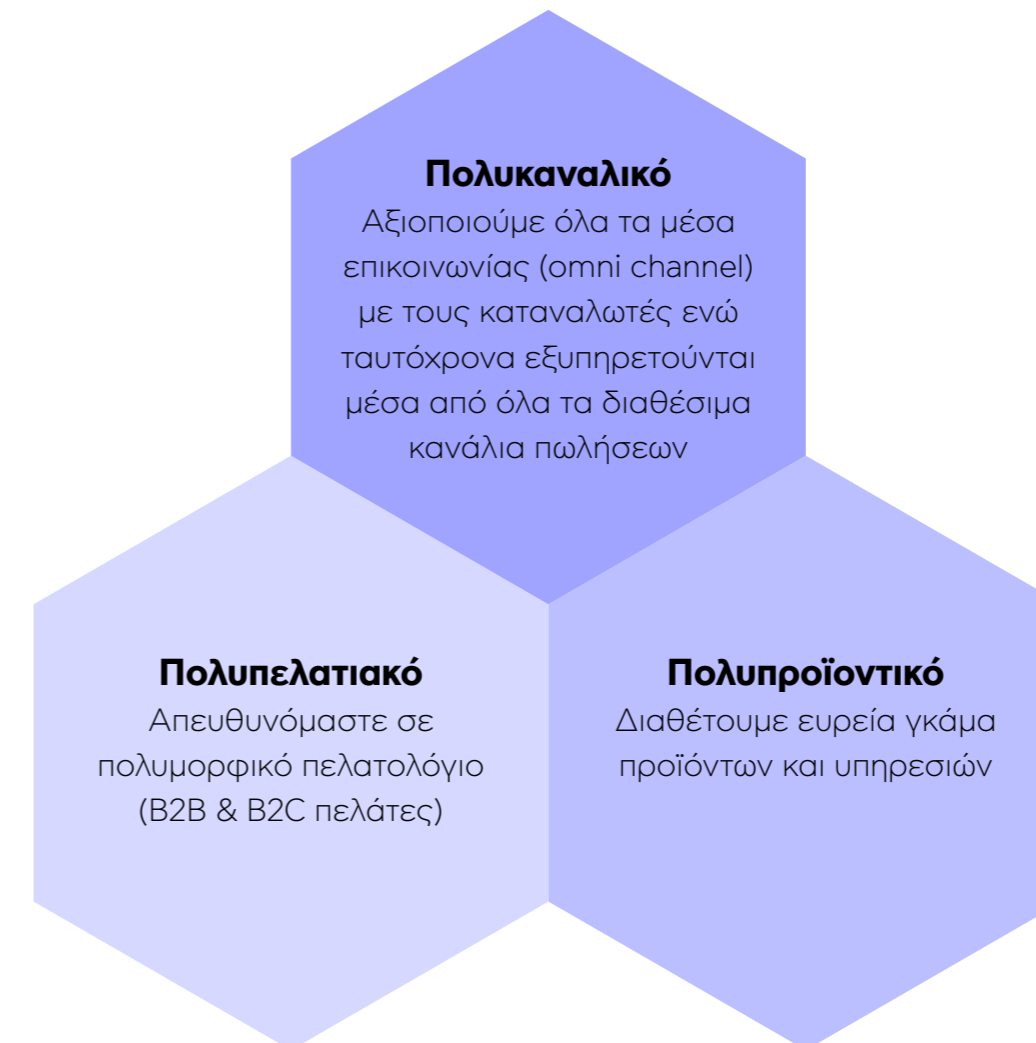 Πολυκαναλικό
Αξιοποιούμε όλα τα μέσα
επικοινωνίας (omni channel)
με τους καταναλωτές ενώ
ταυτόχρονα εξυπηρετούνται
μέσα από όλα τα διαθέσιμα
κανάλια πωλήσεων
Πολυπελατιακό
Απευθυνόμαστε σε
πολυμορφικό πελατολόγιο
(B2B & B2C πελάτες)
Πολυπροϊοντικό
Διαθέτουμε ευρεία γκάμα
προϊόντων και υπηρεσιών